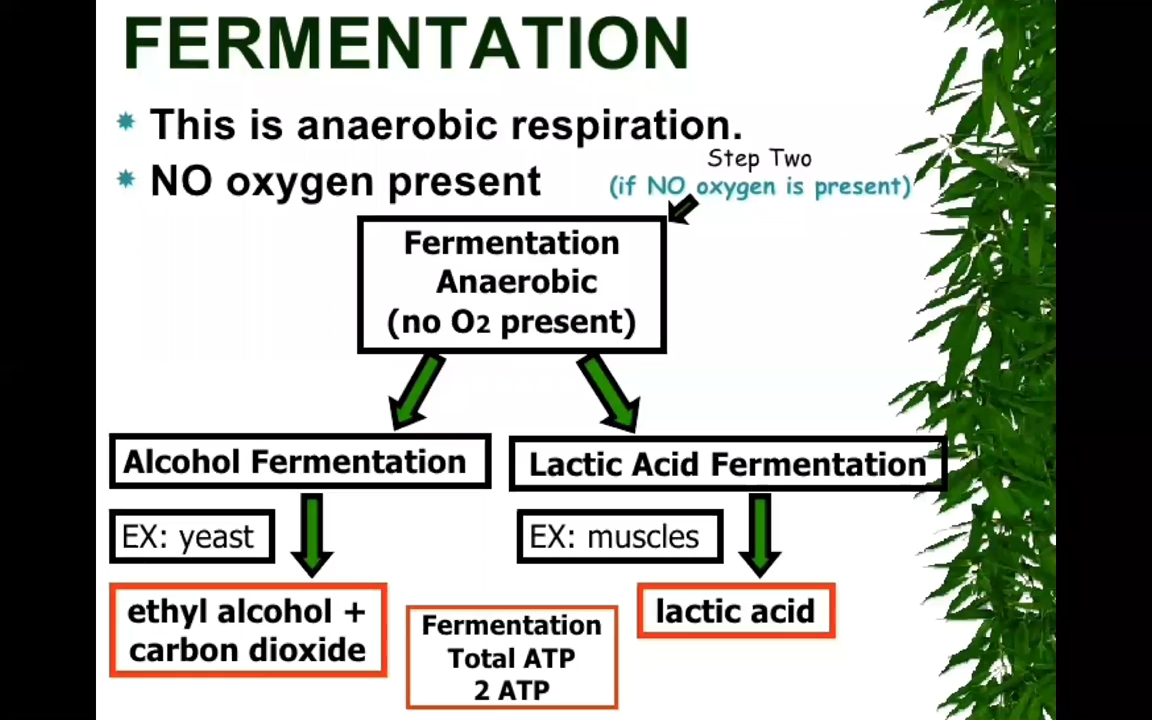 FERMENTATION
This is anaerobic respiration.
NO oxygen present
Step Two
(if NO oxygen is present)
Fermentation
Anaerobic
(no O2 present)
Alcohol Fermentation
Lactic Acid Fermentation
EX: yeast
EX: muscles
ethyl alcohol +
carbon dioxide
lactic acid
Fermentation
Total ATP
2 ATP